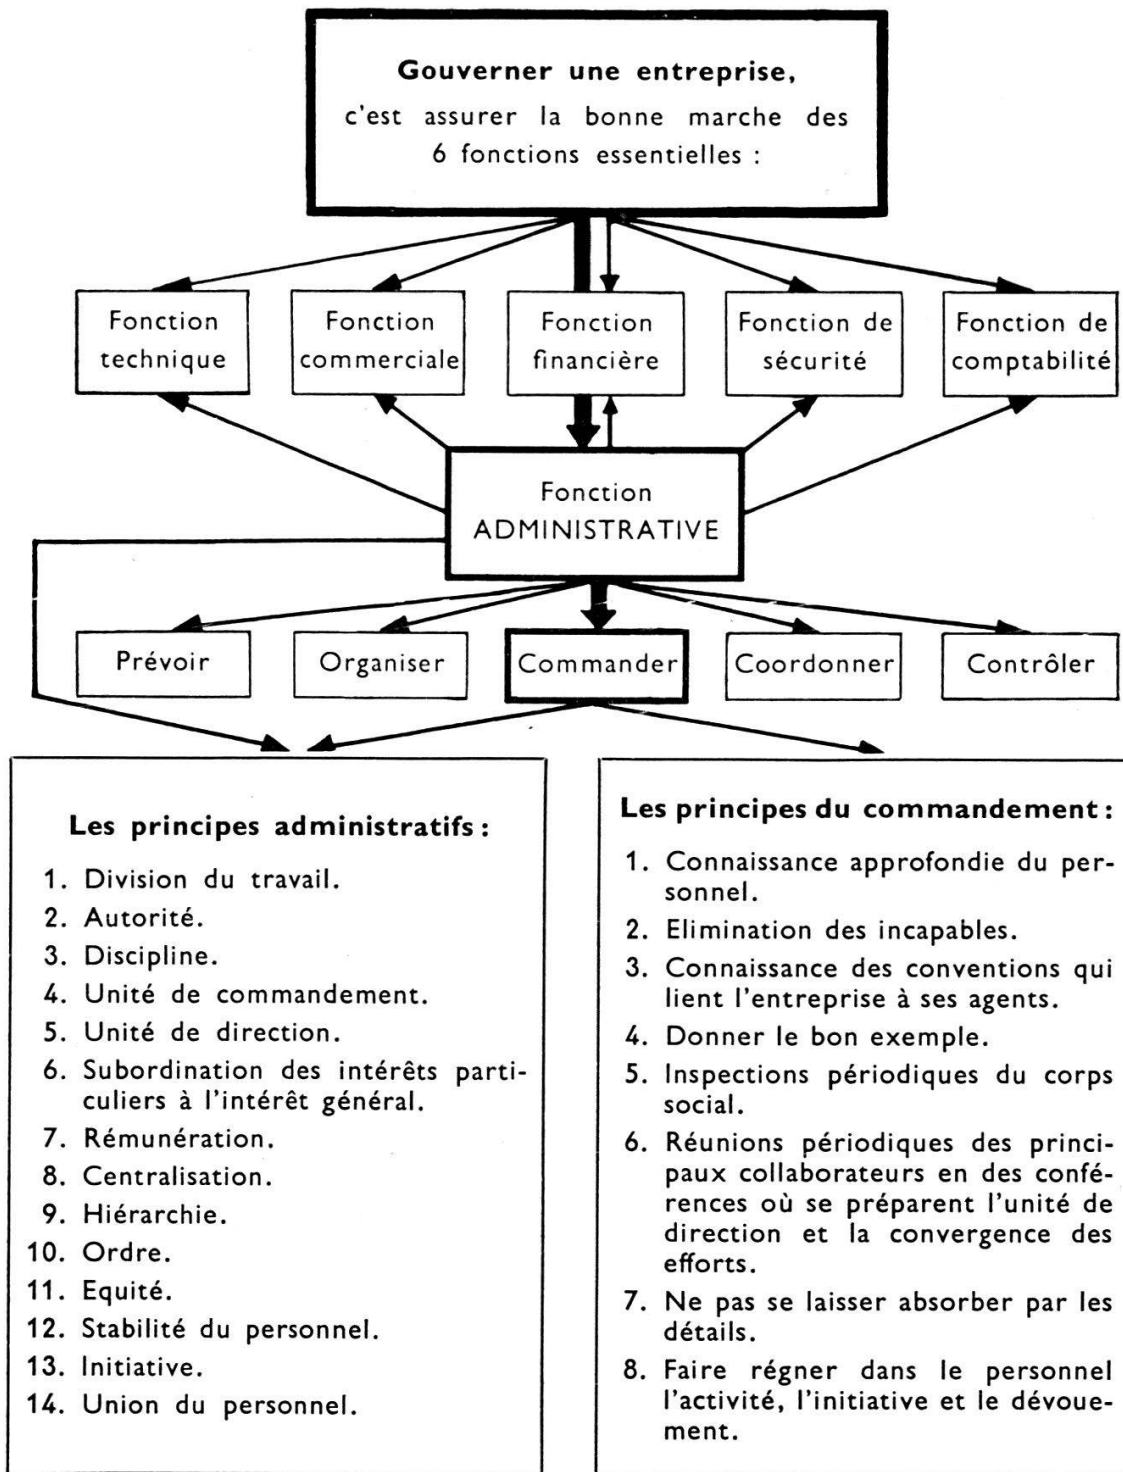 Gouverner une entreprise,
c'est assurer la bonne marche des
6 fonctions essentielles :
Fonction
technique
Fonction
commerciale
Fonction
financière
Fonction de
sécurité
Fonction de
comptabilité
Fonction
ADMINISTRATIVE
Prévoir
Organiser
Commander
Coordonner
Contrôler
Les principes administratifs :
1. Division du travail.
2. Autorité.
3. Discipline.
4. Unité de commandement.
5. Unité de direction.
6. Subordination des intérêts parti-
culiers à l'intérêt général.
7. Rémunération.
8. Centralisation.
9. Hiérarchie.
10. Ordre.
11. Equité.
12. Stabilité du personnel.
13. Initiative.
14. Union du personnel.
Les principes du commandement :
1. Connaissance approfondie du per-
sonnel.
2. Elimination des incapables.
3. Connaissance des conventions qui
lient l'entreprise à ses agents.
4. Donner le bon exemple.
5. Inspections périodiques du corps
social.
6. Réunions périodiques des princi-
paux collaborateurs en des confé-
rences où se préparent l'unité de
direction et la convergence des
efforts.
7. Ne pas se laisser absorber par les
détails.
8. Faire régner dans le personnel
l'activité, l'initiative et le dévoue-
ment.